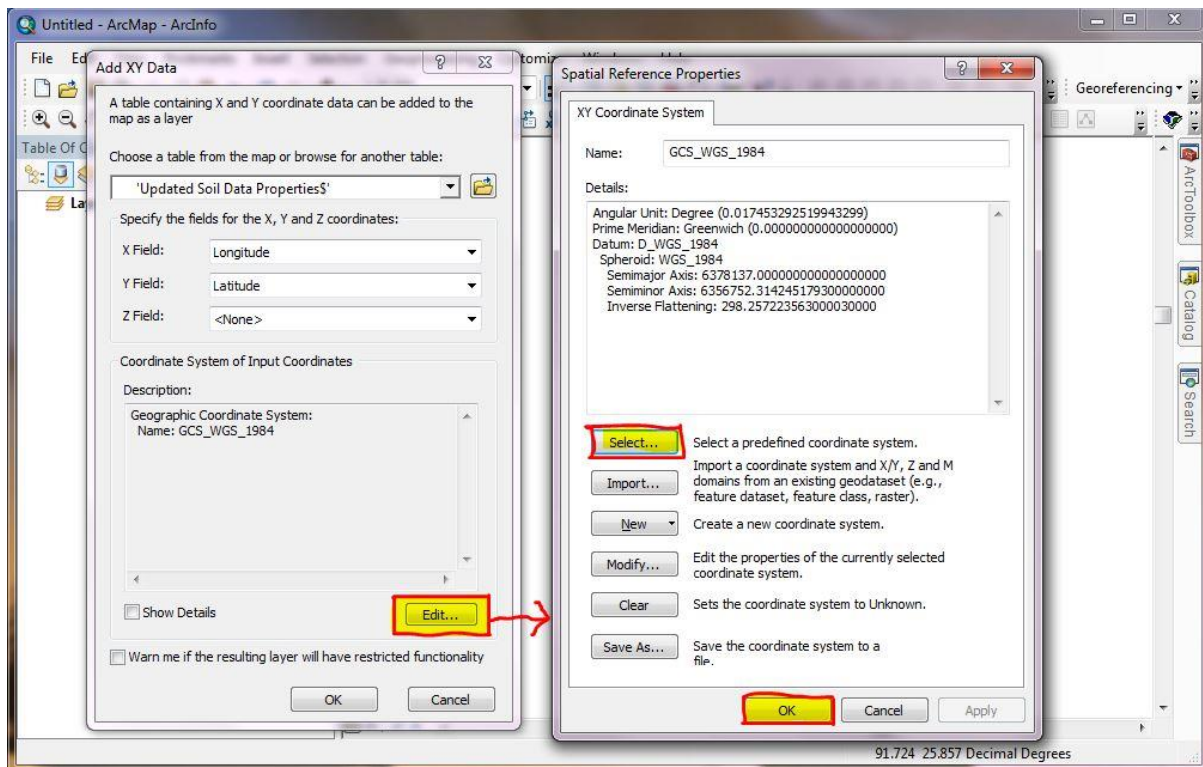 Untitled - ArcMap - ArcInfo
File
Georeferencing
Table Of
ArcToolbox
Catalog
Search
Add XY Data
A table containing X and Y coordinate data can be added to the
map as a layer
Choose a table from the map or browse for another table:
'Updated Soil Data Properties$'
Specify the fields for the X, Y and Z coordinates:
X Field: Longitude
Y Field: Latitude
Z Field: <None>
Coordinate System of Input Coordinates
Description:
Geographic Coordinate System:
Name: GCS_WGS_1984
Show Details
Edit...
Warn me if the resulting layer will have restricted functionality
OK Cancel
Spatial Reference Properties
XY Coordinate System
Name: GCS_WGS_1984
Details:
Angular Unit: Degree (0.017453292519943299)
Prime Meridian: Greenwich (0.000000000000000000)
Datum: D_WGS_1984
Spheroid: WGS_1984
Semimajor Axis: 6378137.000000000000000000
Semiminor Axis: 6356752.314245179300000000
Inverse Flattening: 298.257223563000030000
Select... Select a predefined coordinate system.
Import... Import a coordinate system and X/Y, Z and M
domains from an existing geodataset (e.g.,
feature dataset, feature class, raster).
New Create a new coordinate system.
Modify... Edit the properties of the currently selected
coordinate system.
Clear Sets the coordinate system to Unknown.
Save As... Save the coordinate system to a
file.
OK Cancel Apply
91.724 25.857 Decimal Degrees